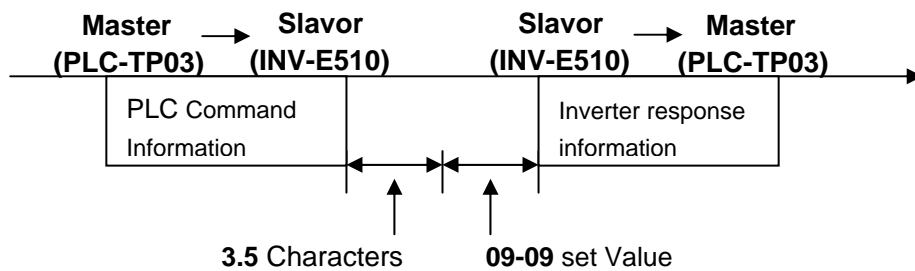 Master Slavor Slavor Master
(PLC-TP03) (INV-E510) (INV-E510) (PLC-TP03)
PLC Command
Information
Inverter response
information
3.5 Characters 09-09 set Value